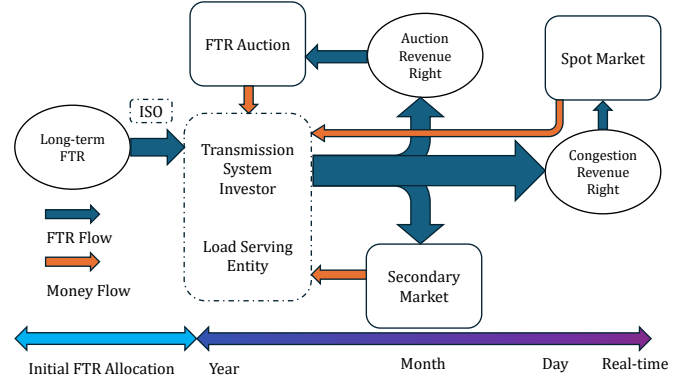 FTR Auction
Auction
Revenue
Right
Spot Market
ISO
Long-term
FTR
Transmission
System
Investor
Load Serving
Entity
Congestion
Revenue
Right
FTR Flow
Money Flow
Secondary
Market
Initial FTR Allocation
Year
Month
Day
Real-time